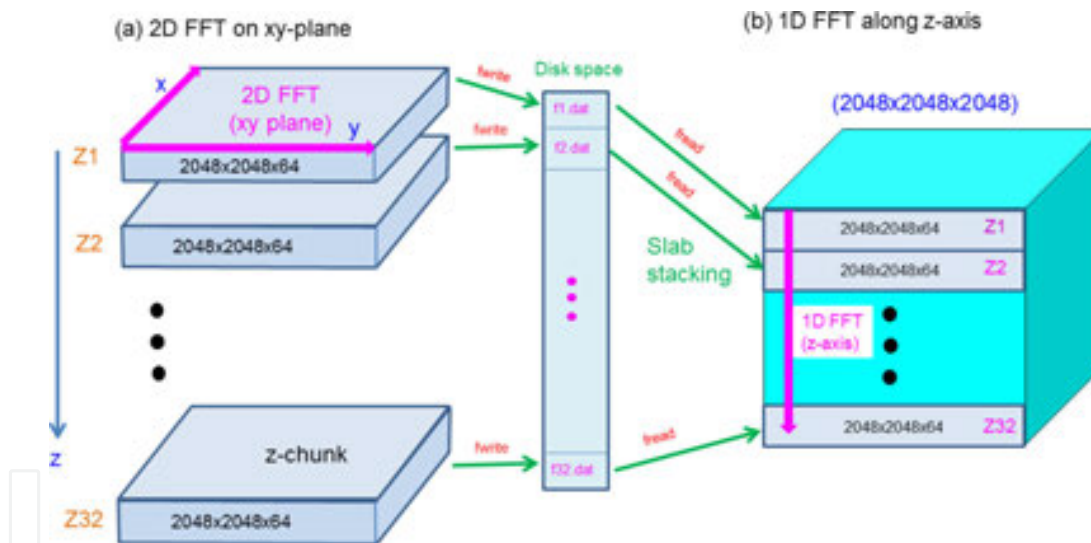 (a) 2D FFT on xy-plane
x
2D FFT
(xy plane)
y
Z1
2048x2048x64
Z2
2048x2048x64
z
z-chunk
Z32
2048x2048x64
fwrite
fwrite
fwrite
Disk space
f1.dat
f2.dat
f32.dat
fread
fread
fread
Slab
stacking
(b) 1D FFT along z-axis
(2048x2048x2048)
2048x2048x64 Z1
2048x2048x64 Z2
1D FFT
(z-axis)
2048x2048x64 Z32